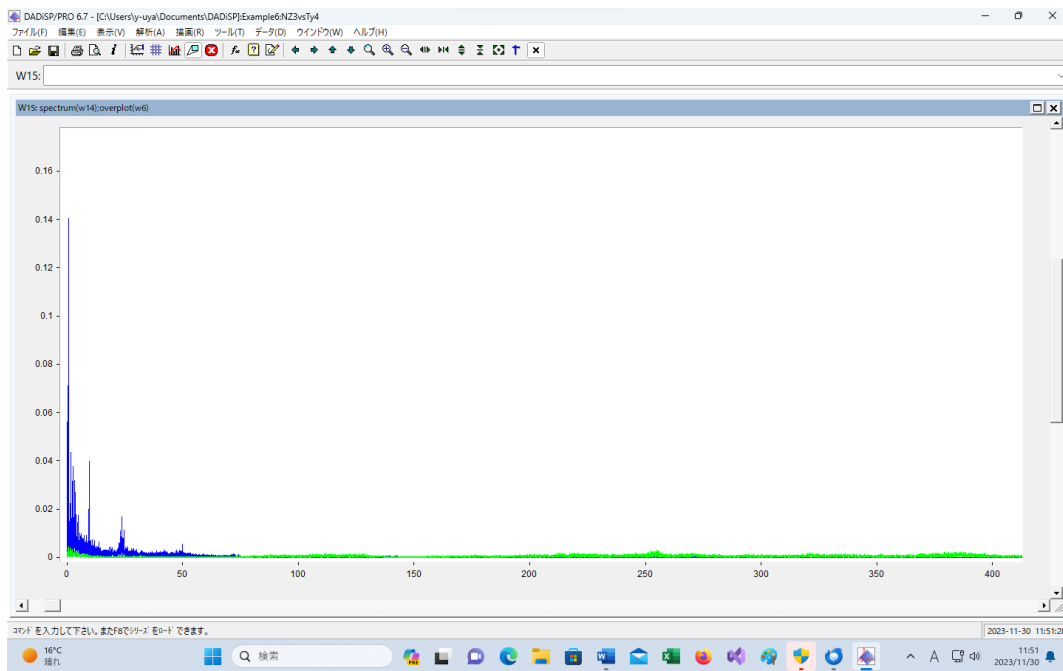 DADiSP/PRO 6.7 - [C:\Users\y-uya\Documents\DADiSP]:Example6:NZ3vsTy4
ファイル(F) 編集(E) 表示(V) 解析(A) 描画(R) ツール(T) データ(D) ウインドウ(W) ヘルプ(H)
W15:
W15: spectrum(w14);overplot(w6)
0.16
0.14
0.12
0.1
0.08
0.06
0.04
0.02
0
0 50 100 150 200 250 300 350 400
コマンドを入力して下さい。またF8でシリーズをロードできます。
2023-11-30 11:51:28
16°C
晴れ
検索
PRE
A
11:51
2023/11/30